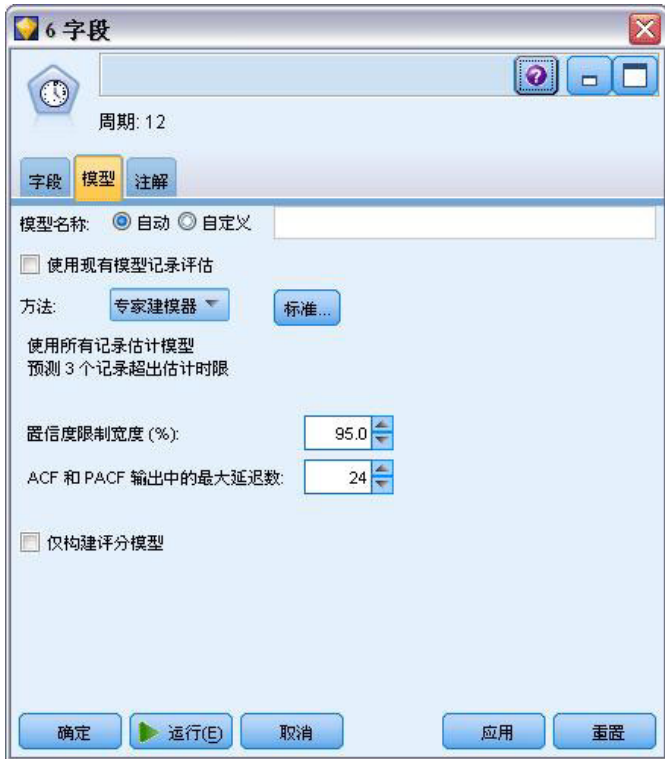 6 字段
周期: 12
字段 模型 注解
模型名称: 自动 自定义
使用现有模型记录评估
方法: 专家建模器 标准...
使用所有记录估计模型
预测 3 个记录超出估计时限
置信度限制宽度 (%): 95.0
ACF 和 PACF 输出中的最大延迟数: 24
仅构建评分模型
确定 运行(E) 取消 应用 重置